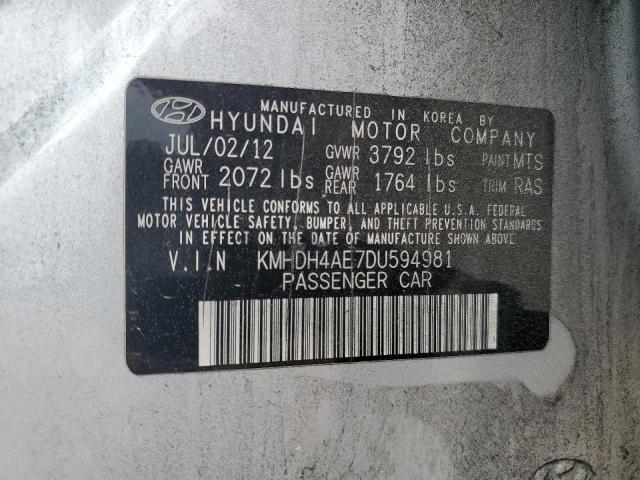 MANUFACTURED IN KOREA BY
HYUNDAI MOTOR COMPANY
JUL/02/12 GVWR 3792 lbs PAINT MTS
GAWR FRONT 2072 lbs GAWR REAR 1764 lbs TRIM RAS
THIS VEHICLE CONFORMS TO ALL APPLICABLE U.S.A. FEDERAL
MOTOR VEHICLE SAFETY, BUMPER, AND THEFT PREVENTION STANDARDS
IN EFFECT ON THE DATE OF MANUFACTURE SHOWN ABOVE.
V.I.N KMHDH4AE7DU594981
PASSENGER CAR